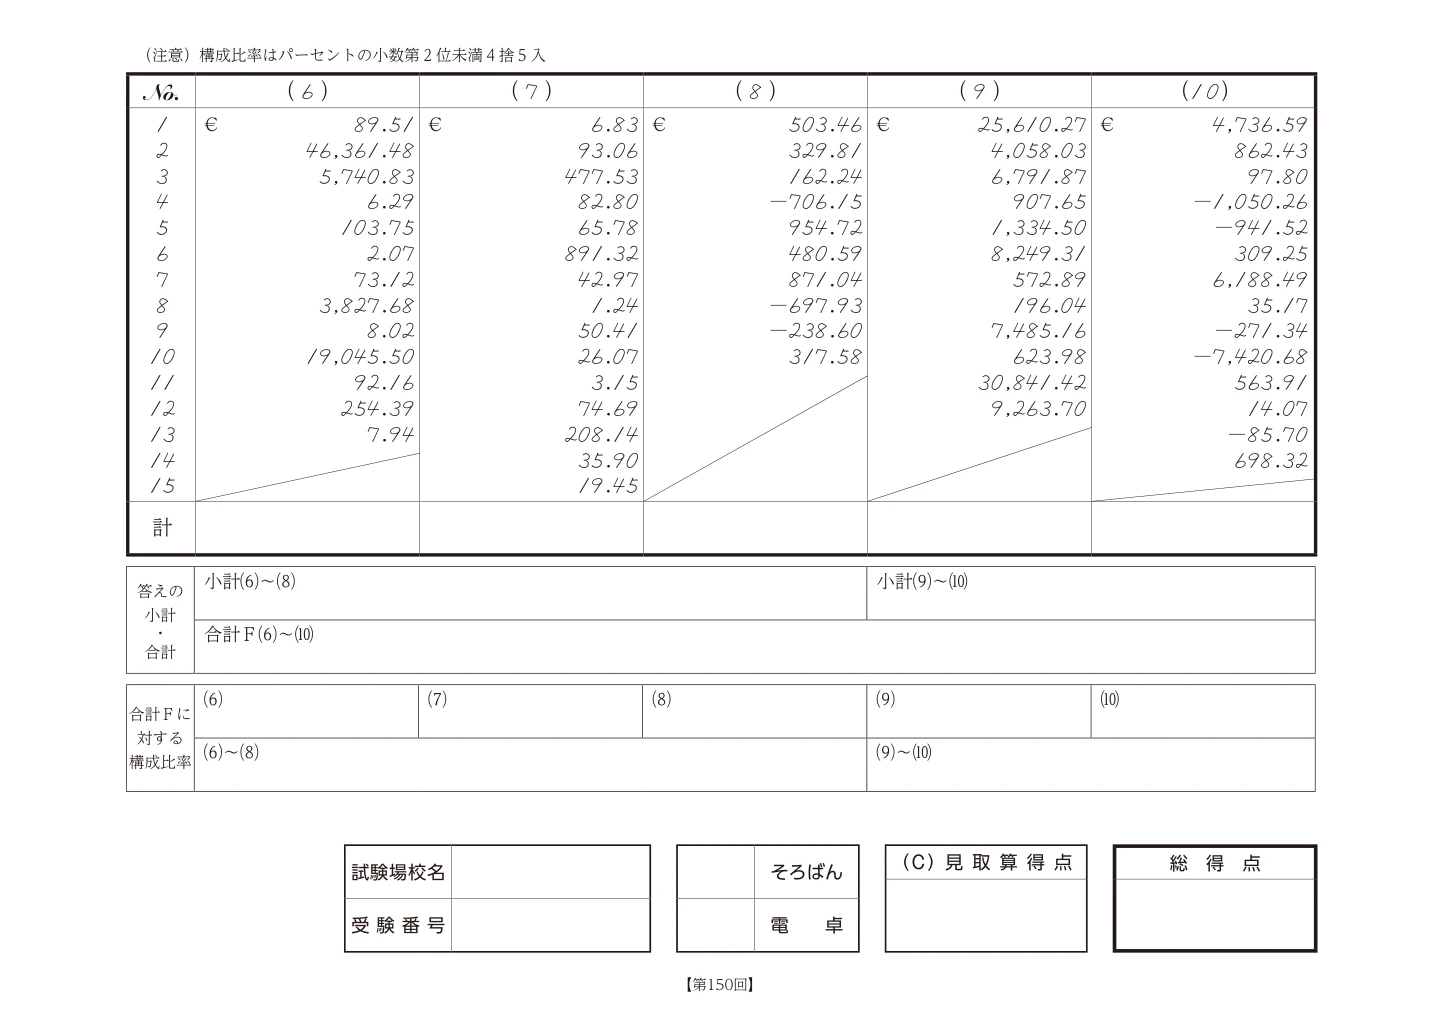 （注意）構成比率はパーセントの小数第２位未満４捨５入
No. (6) (7) (8) (9) (10)
1 € 89.51 € 6.83 € 503.46 € 25,610.27 € 4,736.59
2 46,361.48 93.06 329.81 4,058.03 862.43
3 5,740.83 477.53 162.24 6,791.87 97.80
4 6.29 82.80 −706.15 907.65 −1,050.26
5 103.75 65.78 954.72 1,334.50 −941.52
6 2.07 891.32 480.59 8,249.31 309.25
7 73.12 42.97 871.04 572.89 6,188.49
8 3,827.68 1.24 −697.93 196.04 35.17
9 8.02 50.41 −238.60 7,485.16 −271.34
10 19,045.50 26.07 317.58 623.98 −7,420.68
11 92.16 3.15 30,841.42 563.91
12 254.39 74.69 9,263.70 14.07
13 7.94 208.14 −85.70
14 35.90 698.32
15 19.45
計
答えの小計・合計
小計(6)～(8) 小計(9)～(10)
合計Ｆ(6)～(10)
合計Ｆに対する構成比率
(6) (7) (8) (9) (10)
(6)～(8) (9)～(10)
試験場校名 そろばん （C）見取算得点 総得点
受験番号 電卓
【第150回】